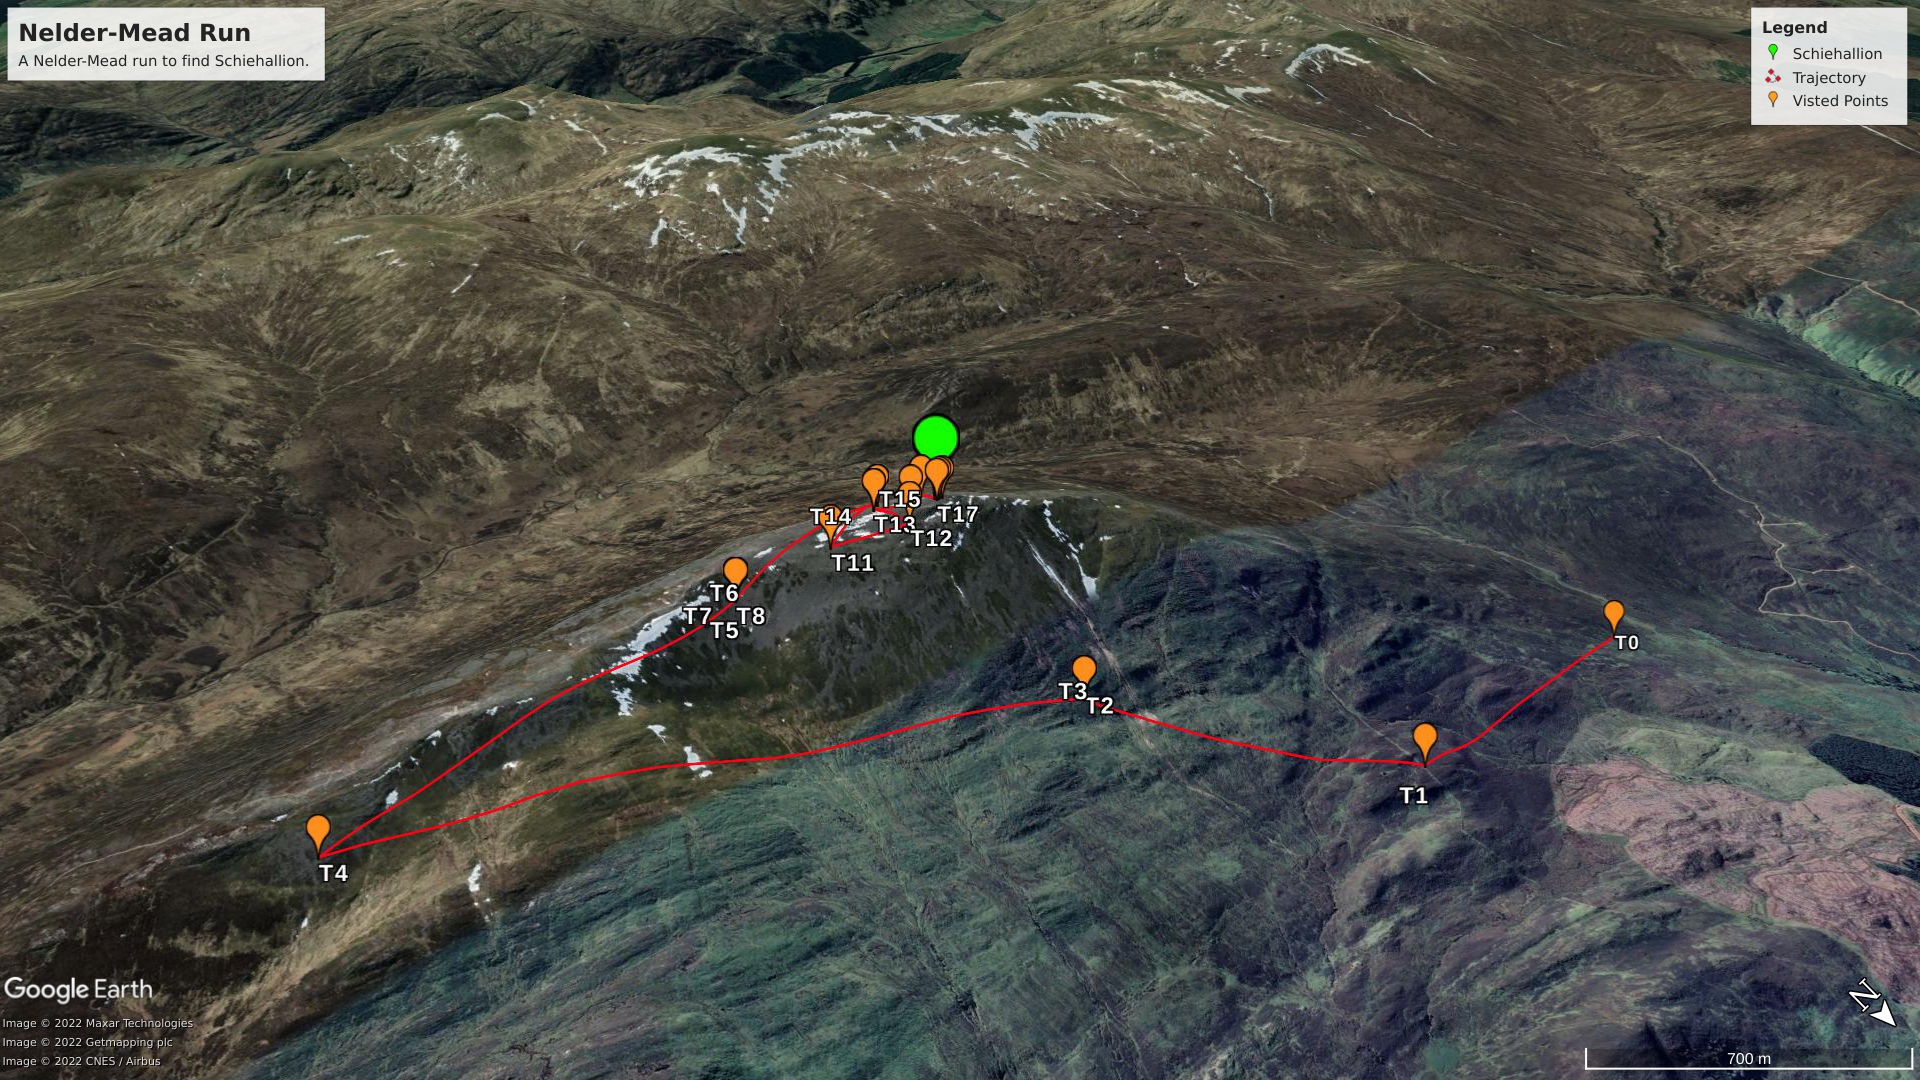 Nelder-Mead Run
A Nelder-Mead run to find Schiehallion.
Legend
Schiehallion
Trajectory
Visted Points
T15
T14
T17
T13
T12
T11
T6
T7
T8
T5
T0
T3
T2
T1
T4
Google Earth
N
Image © 2022 Maxar Technologies
Image © 2022 Getmapping plc
Image © 2022 CNES / Airbus
700 m